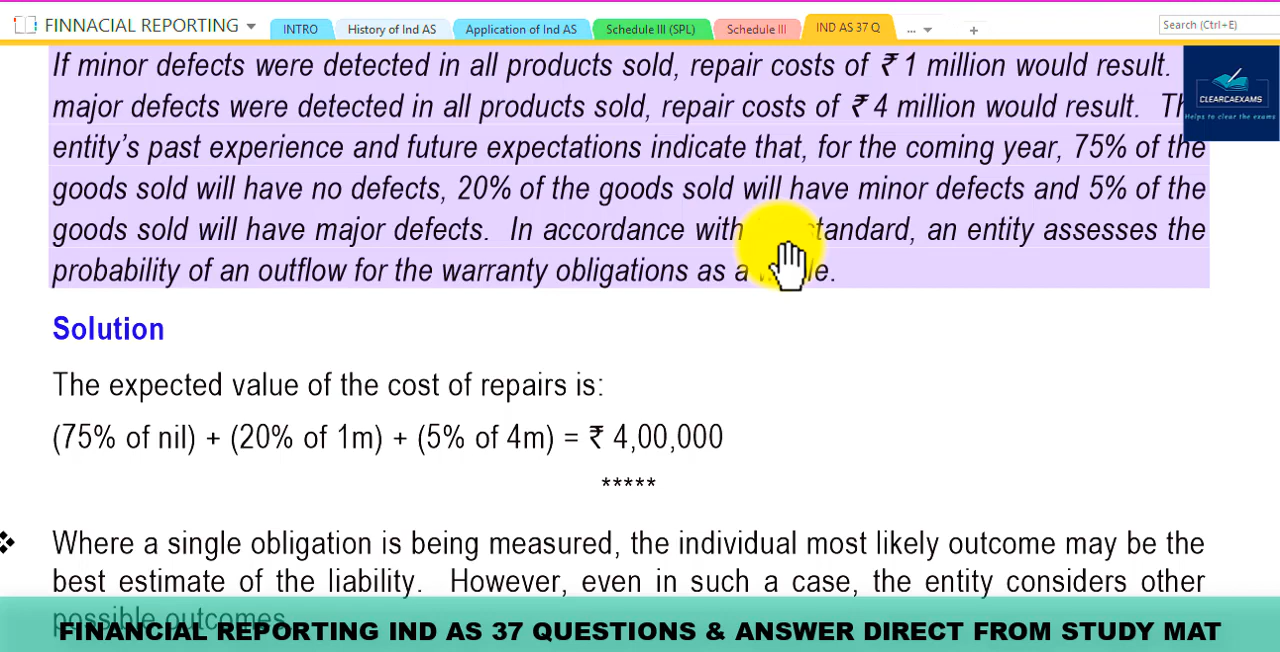 FINNACIAL REPORTING
INTRO
History of Ind AS
Application of Ind AS
Schedule III (SPL)
Schedule III
IND AS 37 Q
...
Search (Ctrl+E)
If minor defects were detected in all products sold, repair costs of ₹ 1 million would result.
major defects were detected in all products sold, repair costs of ₹ 4 million would result.
entity's past experience and future expectations indicate that, for the coming year, 75% of the
goods sold will have no defects, 20% of the goods sold will have minor defects and 5% of the
goods sold will have major defects. In accordance with standard, an entity assesses the
probability of an outflow for the warranty obligations as a
CLEARCAEXAMS
Helps to clear the exams
Solution
The expected value of the cost of repairs is:
(75% of nil) + (20% of 1m) + (5% of 4m) = ₹ 4,00,000
*****
❖ Where a single obligation is being measured, the individual most likely outcome may be the
best estimate of the liability. However, even in such a case, the entity considers other
possible outcomes.
FINANCIAL REPORTING IND AS 37 QUESTIONS & ANSWER DIRECT FROM STUDY MAT